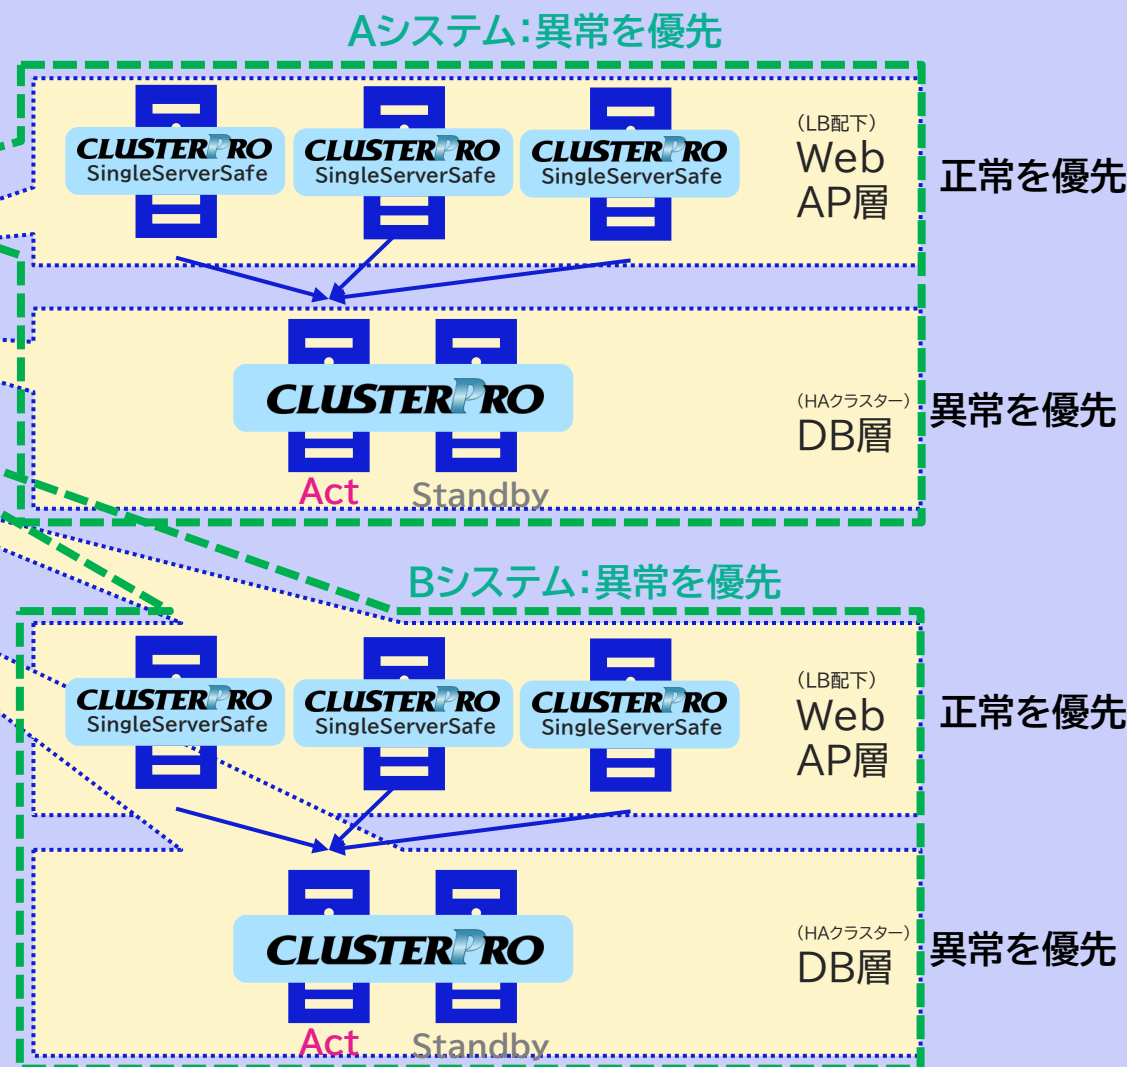 Aシステム：異常を優先
CLUSTERPRO
SingleServerSafe
CLUSTERPRO
SingleServerSafe
CLUSTERPRO
SingleServerSafe
（LB配下）
Web
AP層
正常を優先
CLUSTERPRO
Act
Standby
（HAクラスター）
DB層
異常を優先
Bシステム：異常を優先
CLUSTERPRO
SingleServerSafe
CLUSTERPRO
SingleServerSafe
CLUSTERPRO
SingleServerSafe
（LB配下）
Web
AP層
正常を優先
CLUSTERPRO
Act
Standby
（HAクラスター）
DB層
異常を優先